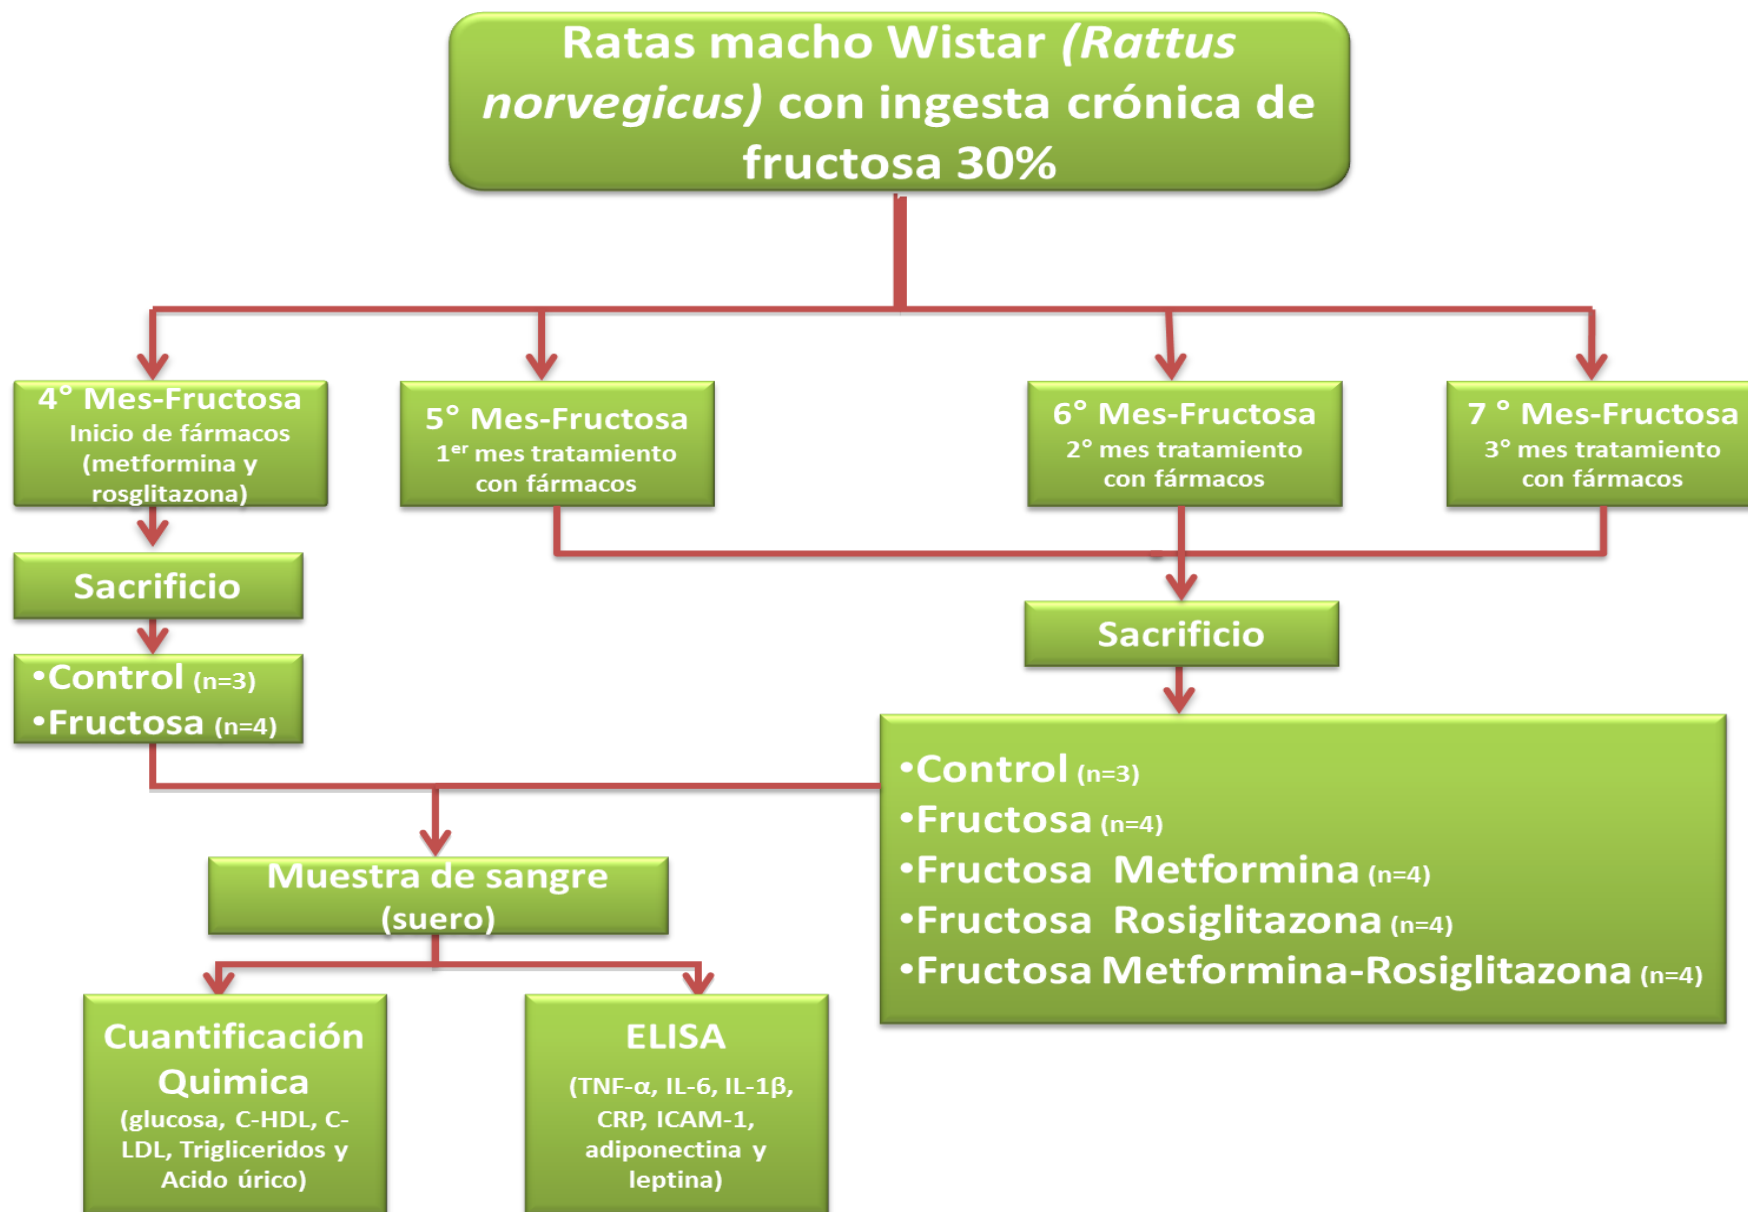 Ratas macho Wistar (Rattus
norvegicus) con ingesta crónica de
fructosa 30%
4° Mes-Fructosa
Inicio de fármacos
(metformina y
rosglitazona)
5° Mes-Fructosa
1er mes tratamiento
con fármacos
6° Mes-Fructosa
2° mes tratamiento
con fármacos
7 ° Mes-Fructosa
3° mes tratamiento
con fármacos
Sacrificio
•Control (n=3)
•Fructosa (n=4)
Sacrificio
•Control (n=3)
•Fructosa (n=4)
•Fructosa Metformina (n=4)
•Fructosa Rosiglitazona (n=4)
•Fructosa Metformina-Rosiglitazona (n=4)
Muestra de sangre
(suero)
Cuantificación
Quimica
(glucosa, C-HDL, C-
LDL, Trigliceridos y
Acido úrico)
ELISA
(TNF-α, IL-6, IL-1β,
CRP, ICAM-1,
adiponectina y
leptina)